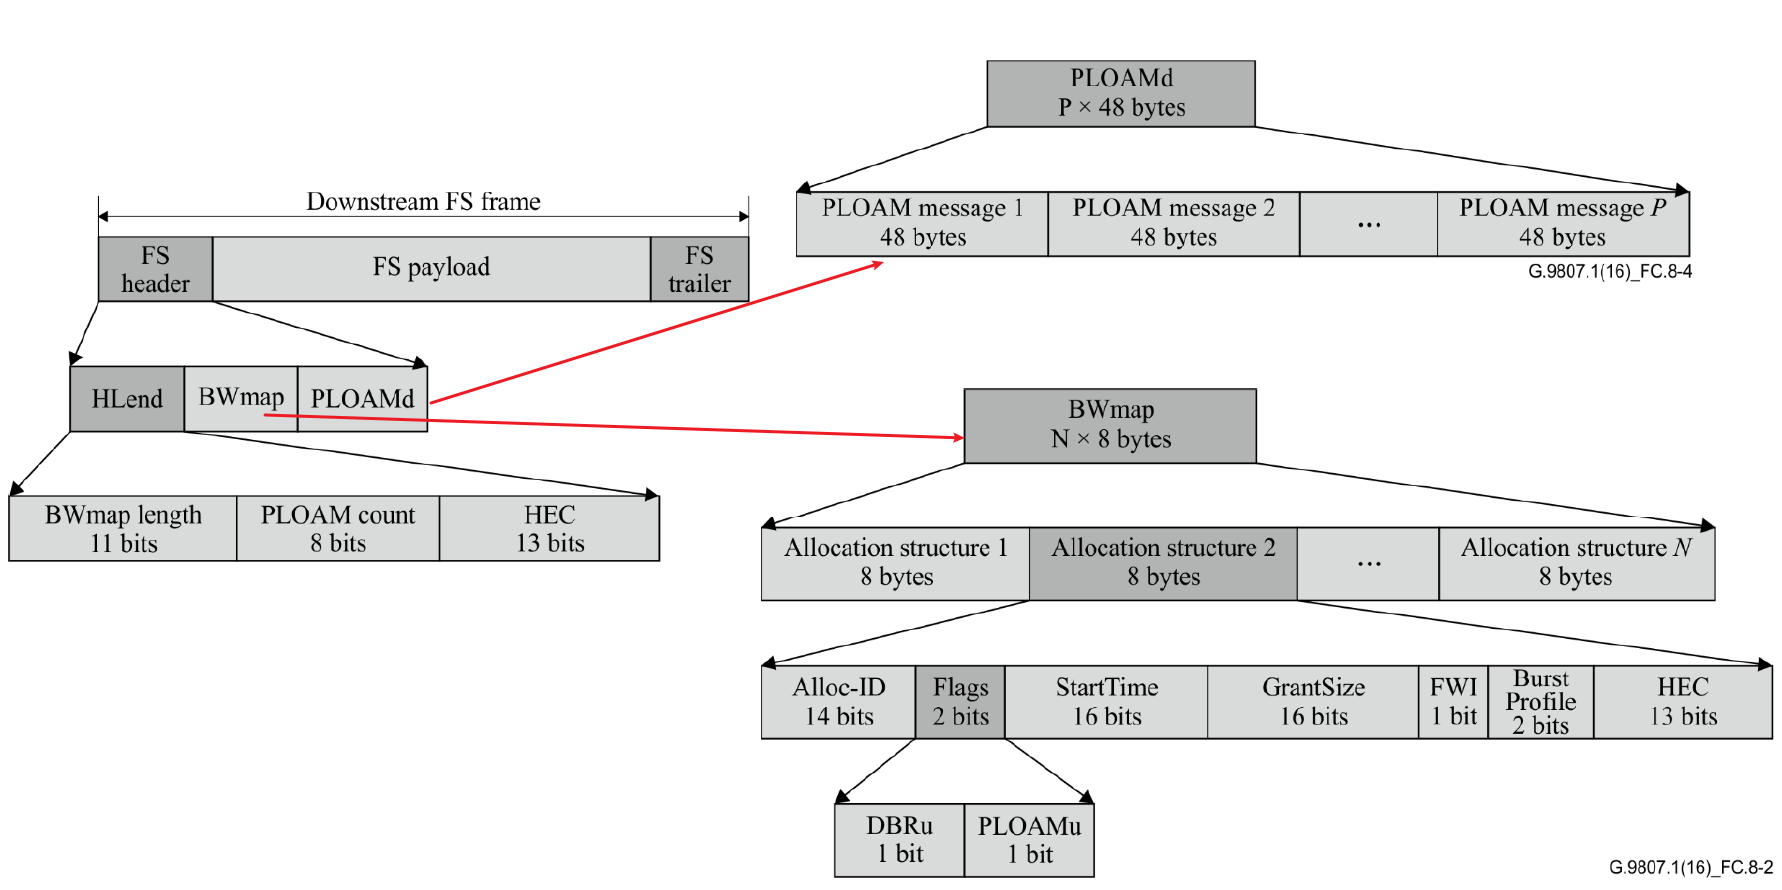 PLOAMd
P × 48 bytes
PLOAM message 1
48 bytes
PLOAM message 2
48 bytes
...
PLOAM message P
48 bytes
G.9807.1(16)_FC.8-4
Downstream FS frame
FS
header
FS payload
FS
trailer
HLend
BWmap
PLOAMd
BWmap length
11 bits
PLOAM count
8 bits
HEC
13 bits
BWmap
N × 8 bytes
Allocation structure 1
8 bytes
Allocation structure 2
8 bytes
...
Allocation structure N
8 bytes
Alloc-ID
14 bits
Flags
2 bits
StartTime
16 bits
GrantSize
16 bits
FWI
1 bit
Burst
Profile
2 bits
HEC
13 bits
DBRu
1 bit
PLOAMu
1 bit
G.9807.1(16)_FC.8-2